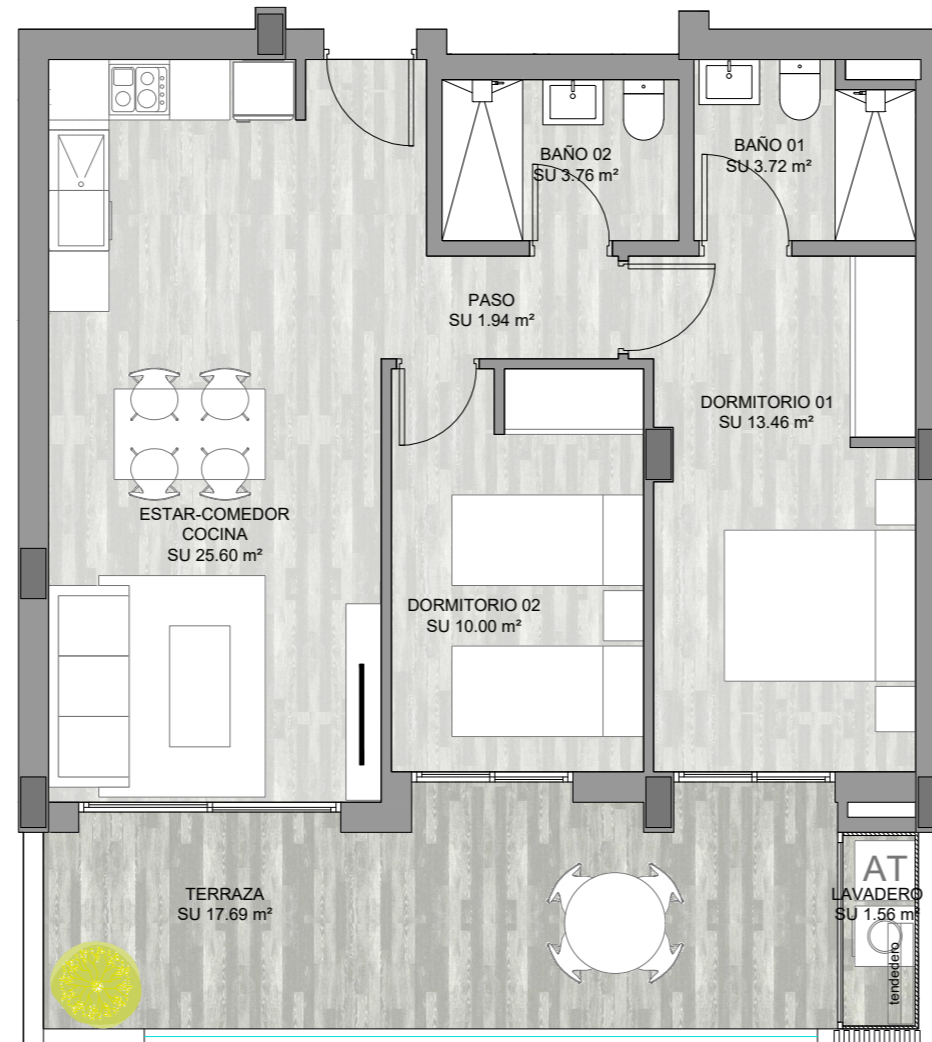 BAÑO 02
SU 3.76 m²
BAÑO 01
SU 3.72 m²
PASO
SU 1.94 m²
DORMITORIO 01
SU 13.46 m²
ESTAR-COMEDOR
COCINA
SU 25.60 m²
DORMITORIO 02
SU 10.00 m²
TERRAZA
SU 17.69 m²
AT
LAVADERO
SU 1.56 m²
tendedero